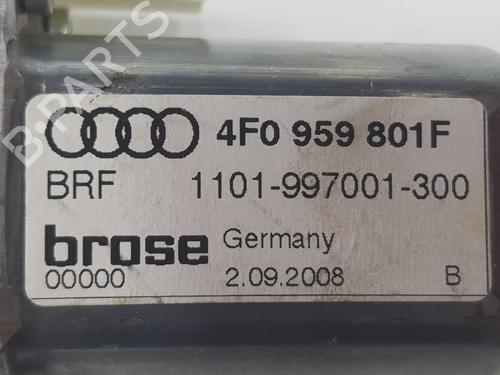 B-PARTS
4F0 959 801F
BRF 1101-997001-300
brose Germany
00000 2.09.2008 B